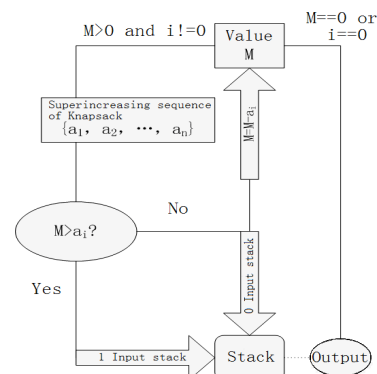 M>0 and i!=0
M==0 or
i==0
Value
M
Superincreasing sequence
of Knapsack
{a₁, a₂, ···, aₙ}
M=M-aᵢ
M>aᵢ?
No
Yes
0 Input stack
1 Input stack
Stack
Output